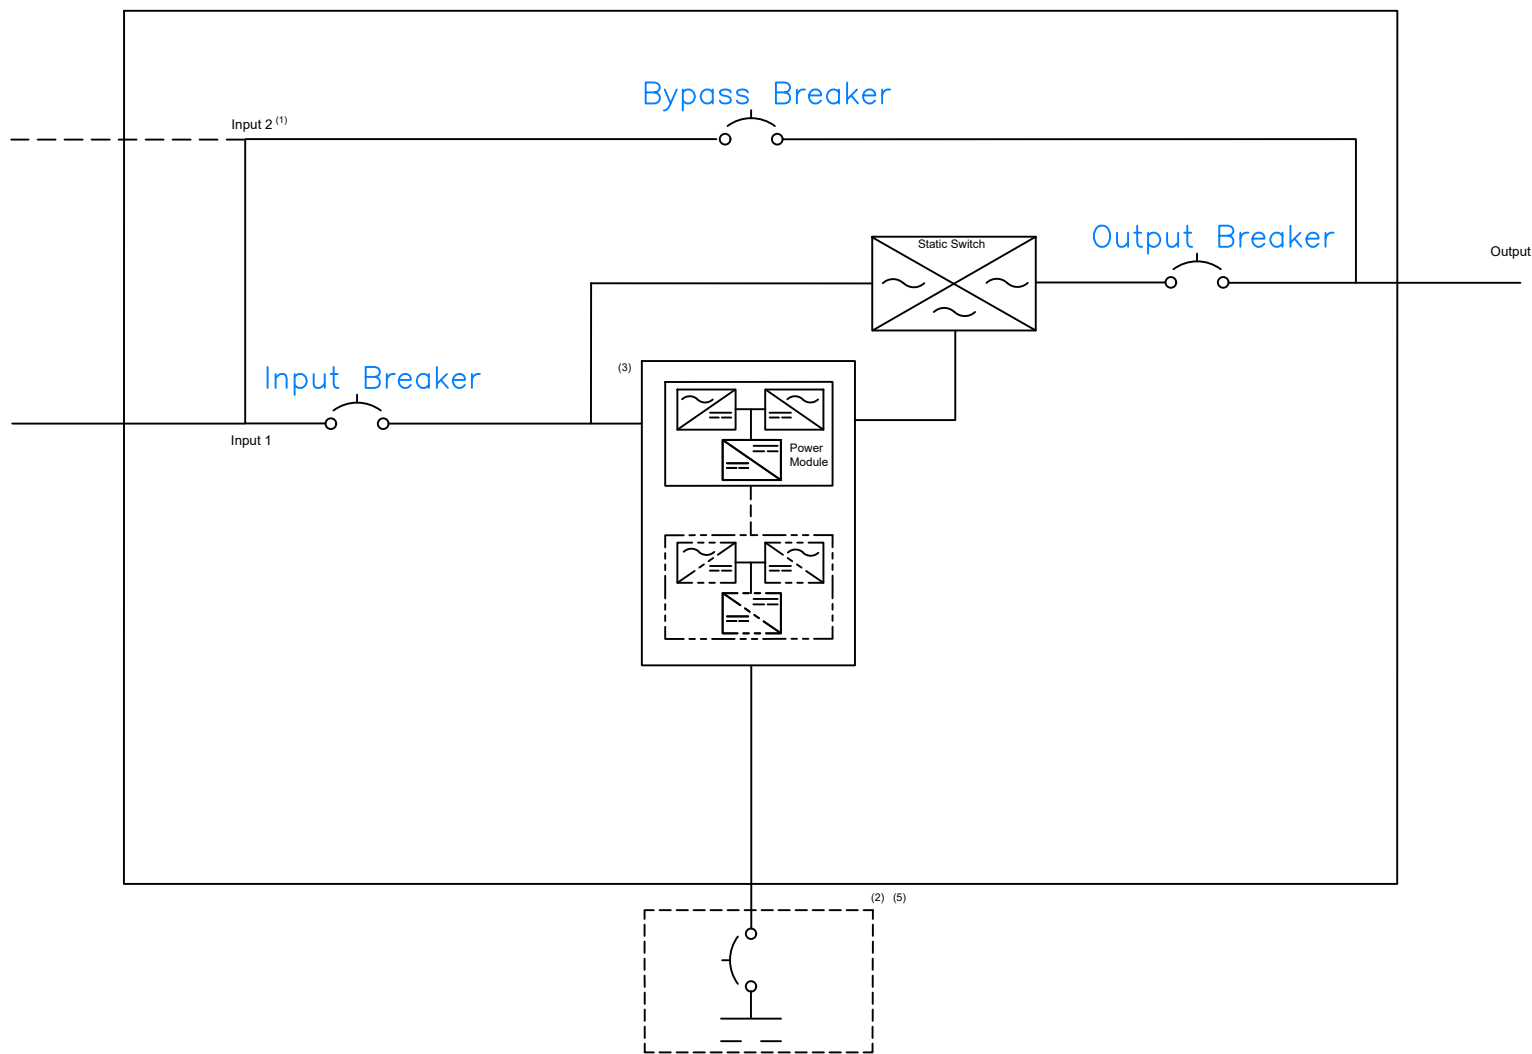 Bypass Breaker
Input 2 (1)
Static Switch
Output Breaker
Output
Input Breaker
(3)
Input 1
Power
Module
(2) (5)